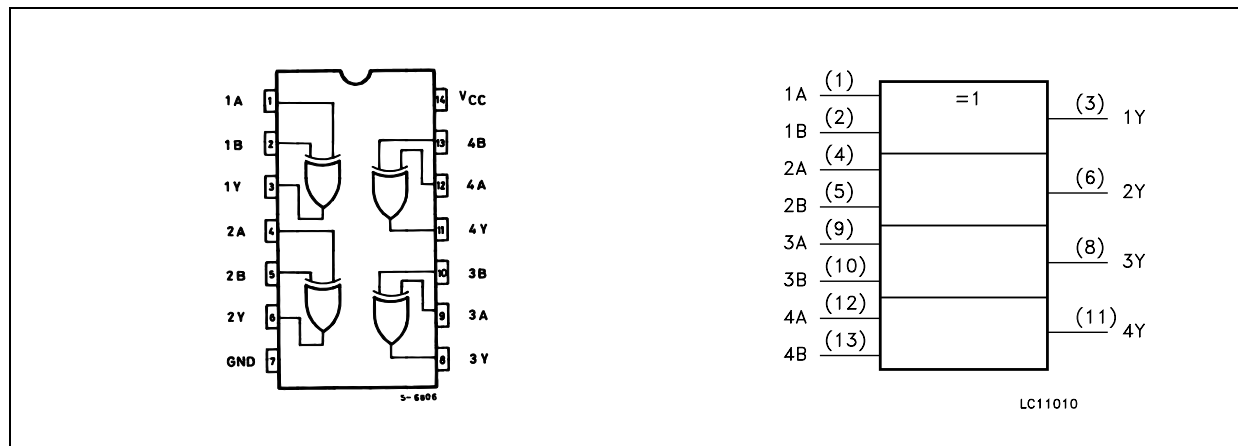 1A 1 14 VCC
1B 2 13 4B
1Y 3 12 4A
2A 4 11 4Y
2B 5 10 3B
2Y 6 9 3A
GND 7 8 3Y
S-6806
1A (1) =1 (3) 1Y
1B (2)
2A (4) (6) 2Y
2B (5)
3A (9) (8) 3Y
3B (10)
4A (12) (11) 4Y
4B (13)
LC11010